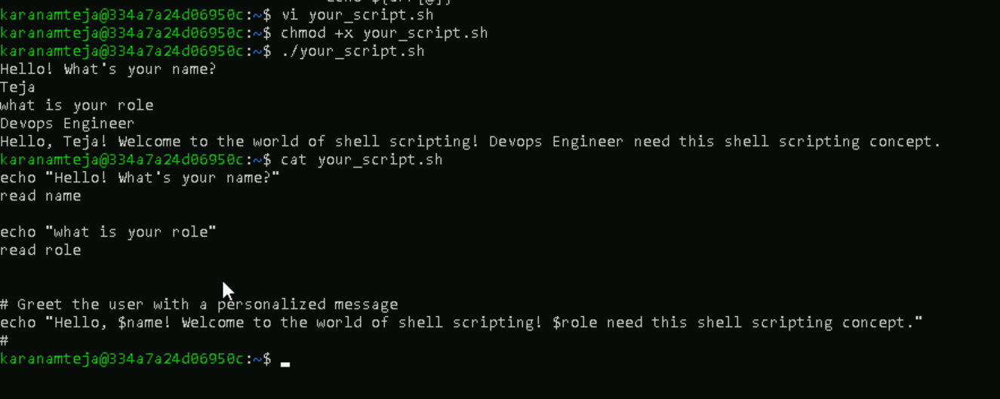 karanamteja@334a7a24d06950c:~$ vi your_script.sh
karanamteja@334a7a24d06950c:~$ chmod +x your_script.sh
karanamteja@334a7a24d06950c:~$ ./your_script.sh
Hello! What's your name?
Teja
what is your role
Devops Engineer
Hello, Teja! Welcome to the world of shell scripting! Devops Engineer need this shell scripting concept.
karanamteja@334a7a24d06950c:~$ cat your_script.sh
echo "Hello! What's your name?"
read name
echo "what is your role"
read role
# Greet the user with a personalized message
echo "Hello, $name! Welcome to the world of shell scripting! $role need this shell scripting concept."
#
karanamteja@334a7a24d06950c:~$